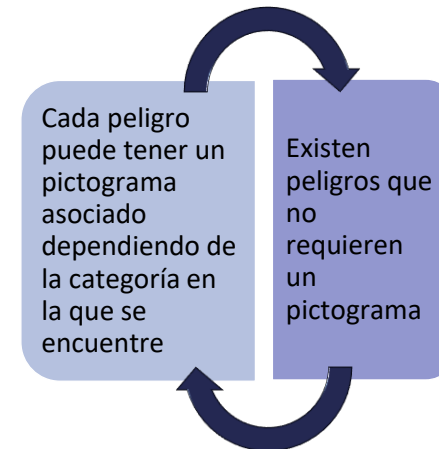 Cada peligro
puede tener un
pictograma
asociado
dependiendo de
la categoría en
la que se
encuentre
Existen
peligros que
no
requieren
un
pictograma